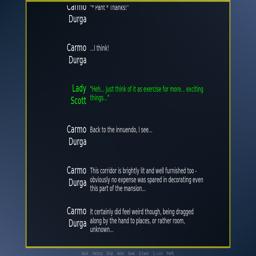 Carmo "* Pant * Thanks!"
Durga
Carmo ...I think!
Durga
Lady "Heh... Just think of it as exercise for more... exciting
Scott things..."
Carmo Back to the innuendo, I see...
Durga
Carmo This corridor is brightly lit and well furnished too -
Durga obviously no expense was spared in decorating even
this part of the mansion...
Carmo It certainly did feel weird though, being dragged
Durga along by the hand to places, or rather room,
unknown...